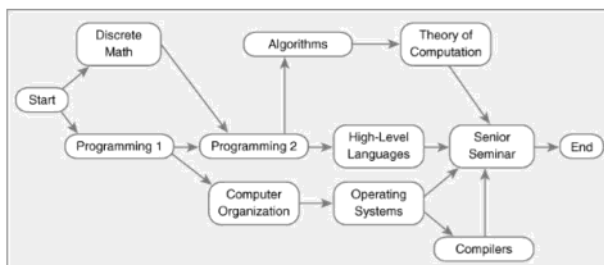 Discrete
Math
Algorithms
Theory of
Computation
Start
Programming 1
Programming 2
High-Level
Languages
Senior
Seminar
End
Computer
Organization
Operating
Systems
Compilers